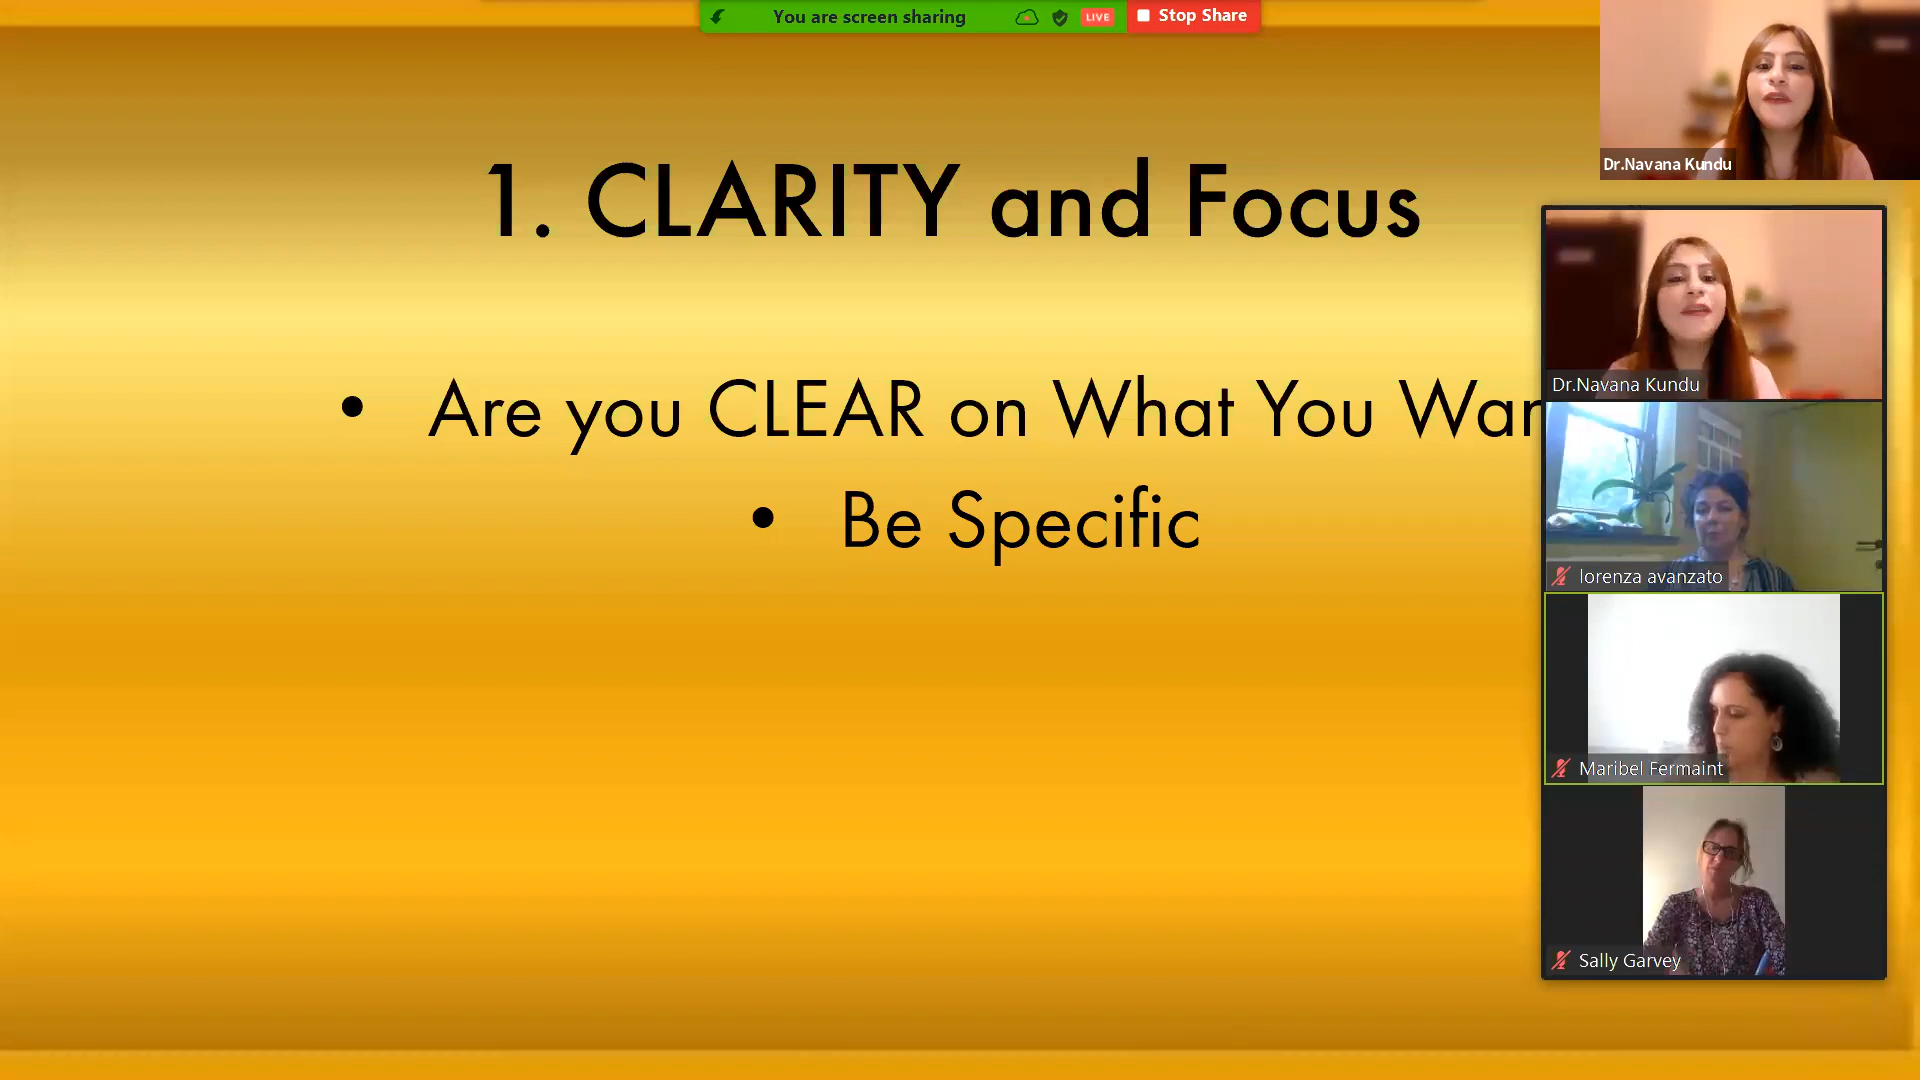 You are screen sharing LIVE Stop Share
Dr.Navana Kundu
1. CLARITY and Focus
• Are you CLEAR on What You
• Be Specific
Dr.Navana Kundu
lorenza avanzato
Maribel Fermaint
Sally Garvey